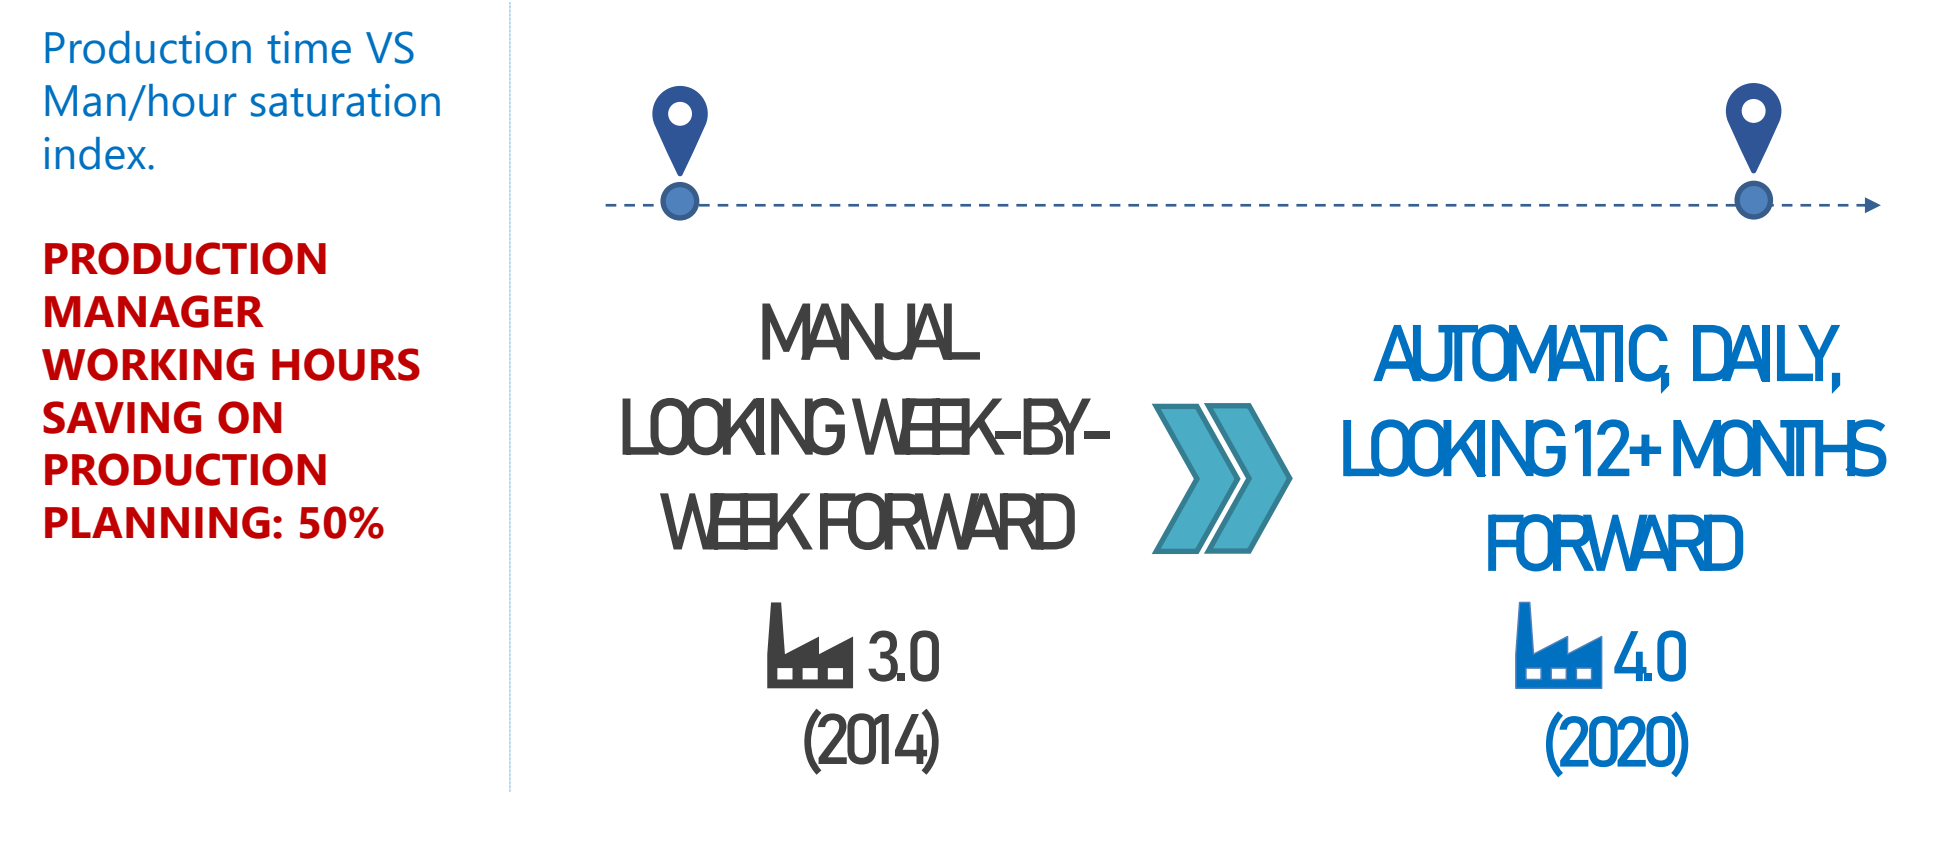 Production time VS
Man/hour saturation
index.
PRODUCTION
MANAGER
WORKING HOURS
SAVING ON
PRODUCTION
PLANNING: 50%
MANUAL
LOOKING WEEK-BY-
WEEK FORWARD
3.0
(2014)
AUTOMATIC, DAILY,
LOOKING 12+ MONTHS
FORWARD
4.0
(2020)